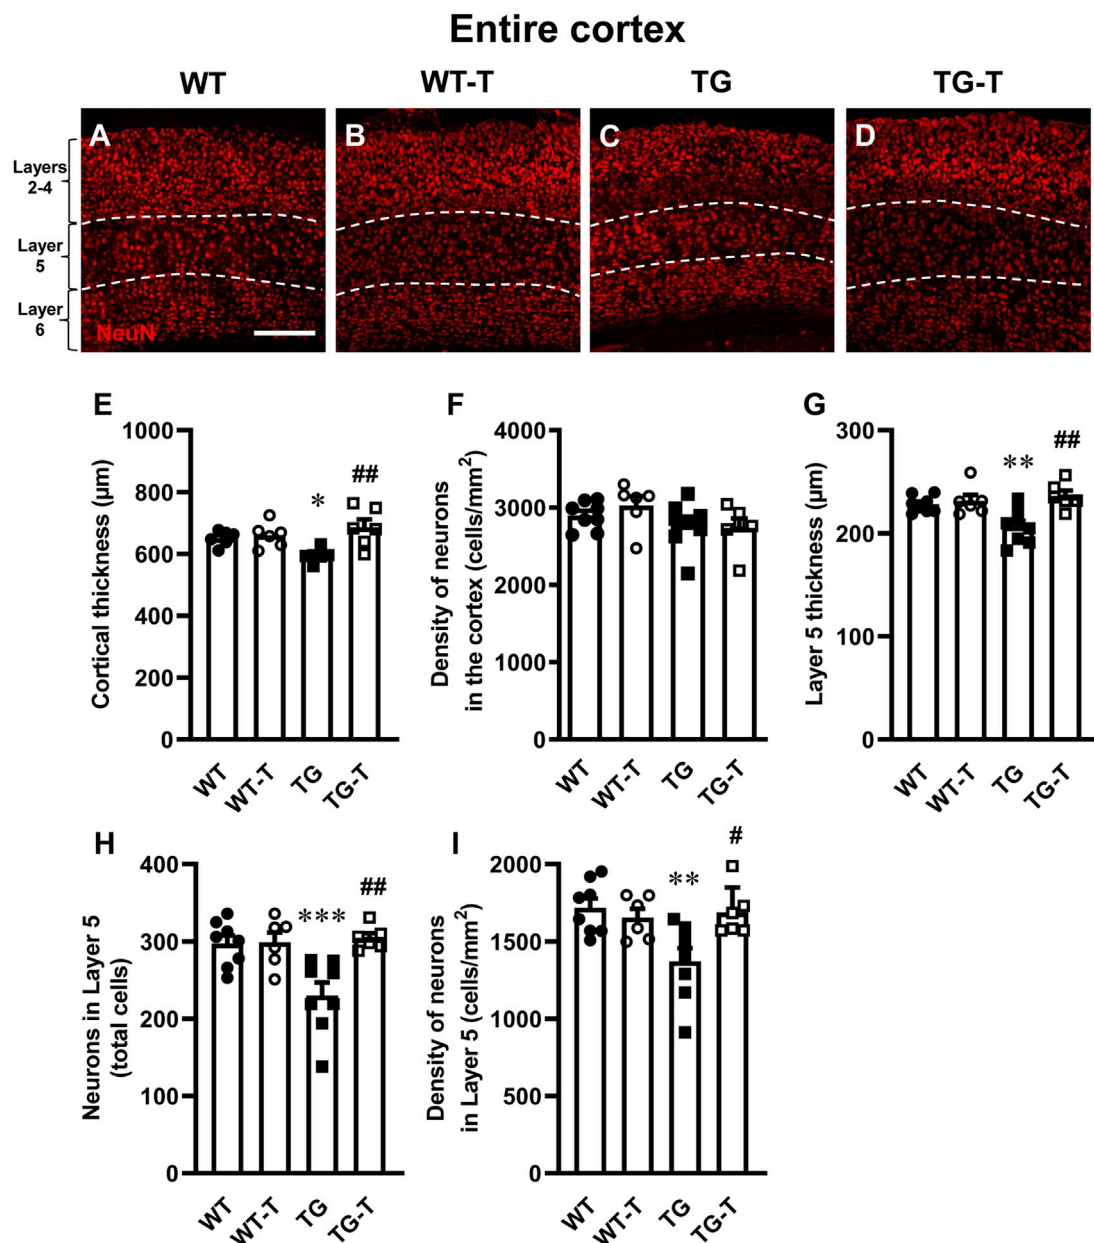 Entire cortex
WT
WT-T
TG
TG-T
A
B
C
D
Layers
2-4
Layer
5
Layer
6
NeuN
E
Cortical thickness (µm)
1000
800
600
400
200
0
*
##
WT
WT-T
TG
TG-T
F
Density of neurons
in the cortex (cells/mm²)
4000
3000
2000
1000
0
WT
WT-T
TG
TG-T
G
Layer 5 thickness (µm)
300
200
100
0
**
##
WT
WT-T
TG
TG-T
H
Neurons in Layer 5
(total cells)
400
300
200
100
0
***
##
WT
WT-T
TG
TG-T
I
Density of neurons
in Layer 5 (cells/mm²)
2000
1500
1000
500
0
**
#
WT
WT-T
TG
TG-T